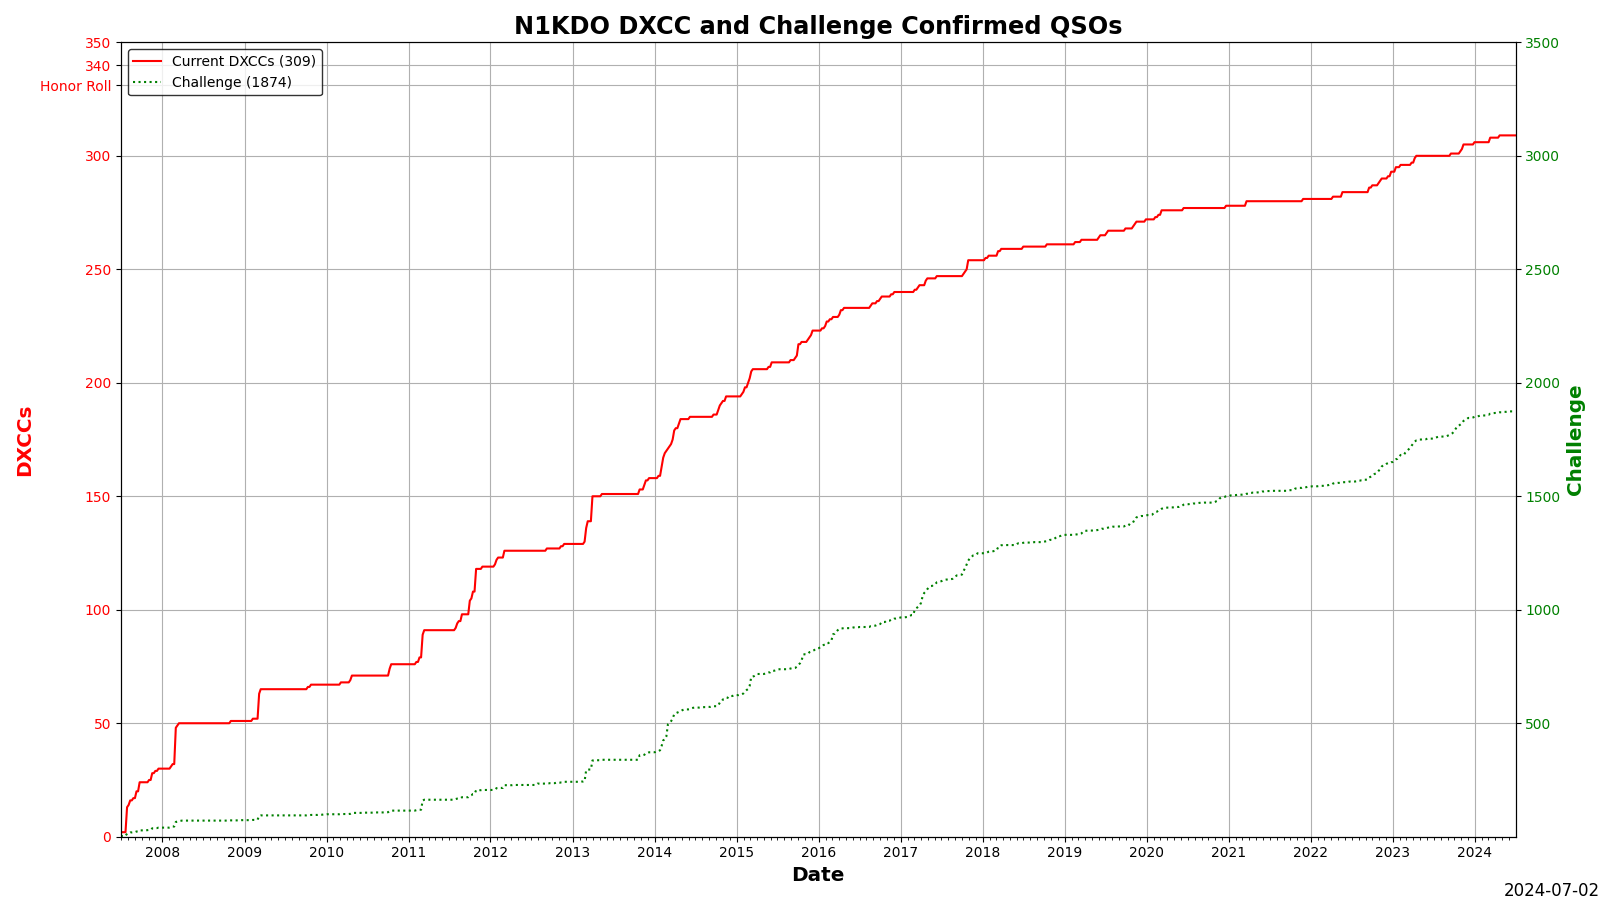 N1KDO DXCC and Challenge Confirmed QSOs
Current DXCCs (309)
Challenge (1874)
350
340
Honor Roll
300
250
200
150
100
50
0
DXCCs
3500
3000
2500
2000
1500
1000
500
Challenge
2008 2009 2010 2011 2012 2013 2014 2015 2016 2017 2018 2019 2020 2021 2022 2023 2024
Date
2024-07-02